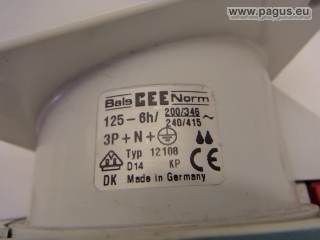 www.pagus.eu
Bals CEE Norm
125-6h/ 200/346 ~
240/415
3P+N+
Typ 12108
D14 KP CE
DK Made in Germany